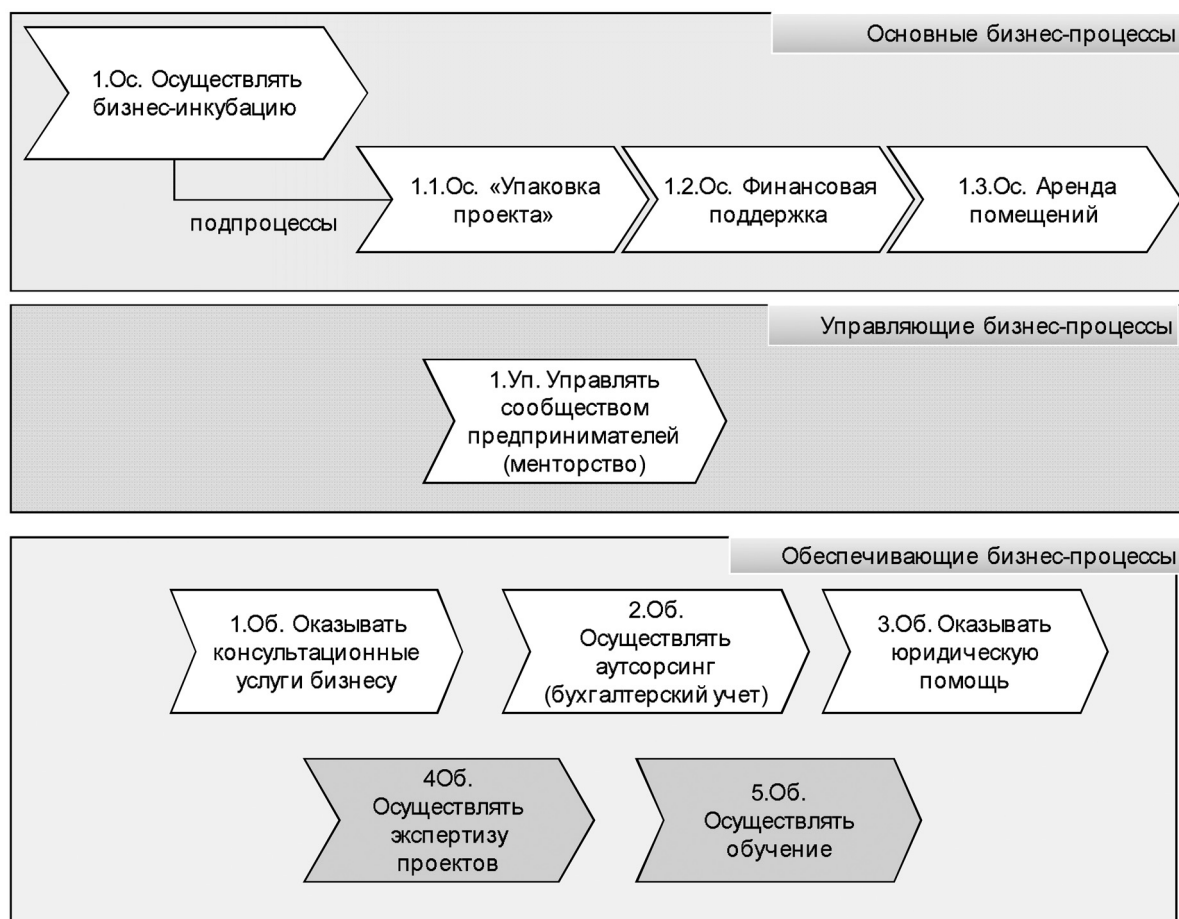 Основные бизнес-процессы
1.Ос. Осуществлять
бизнес-инкубацию
подпроцессы
1.1.Ос. «Упаковка
проекта»
1.2.Ос. Финансовая
поддержка
1.3.Ос. Аренда
помещений
Управляющие бизнес-процессы
1.Уп. Управлять
сообществом
предпринимателей
(менторство)
Обеспечивающие бизнес-процессы
1.Об. Оказывать
консультационные
услуги бизнесу
2.Об.
Осуществлять
аутсорсинг
(бухгалтерский учет)
3.Об. Оказывать
юридическую
помощь
4Об.
Осуществлять
экспертизу
проектов
5.Об.
Осуществлять
обучение